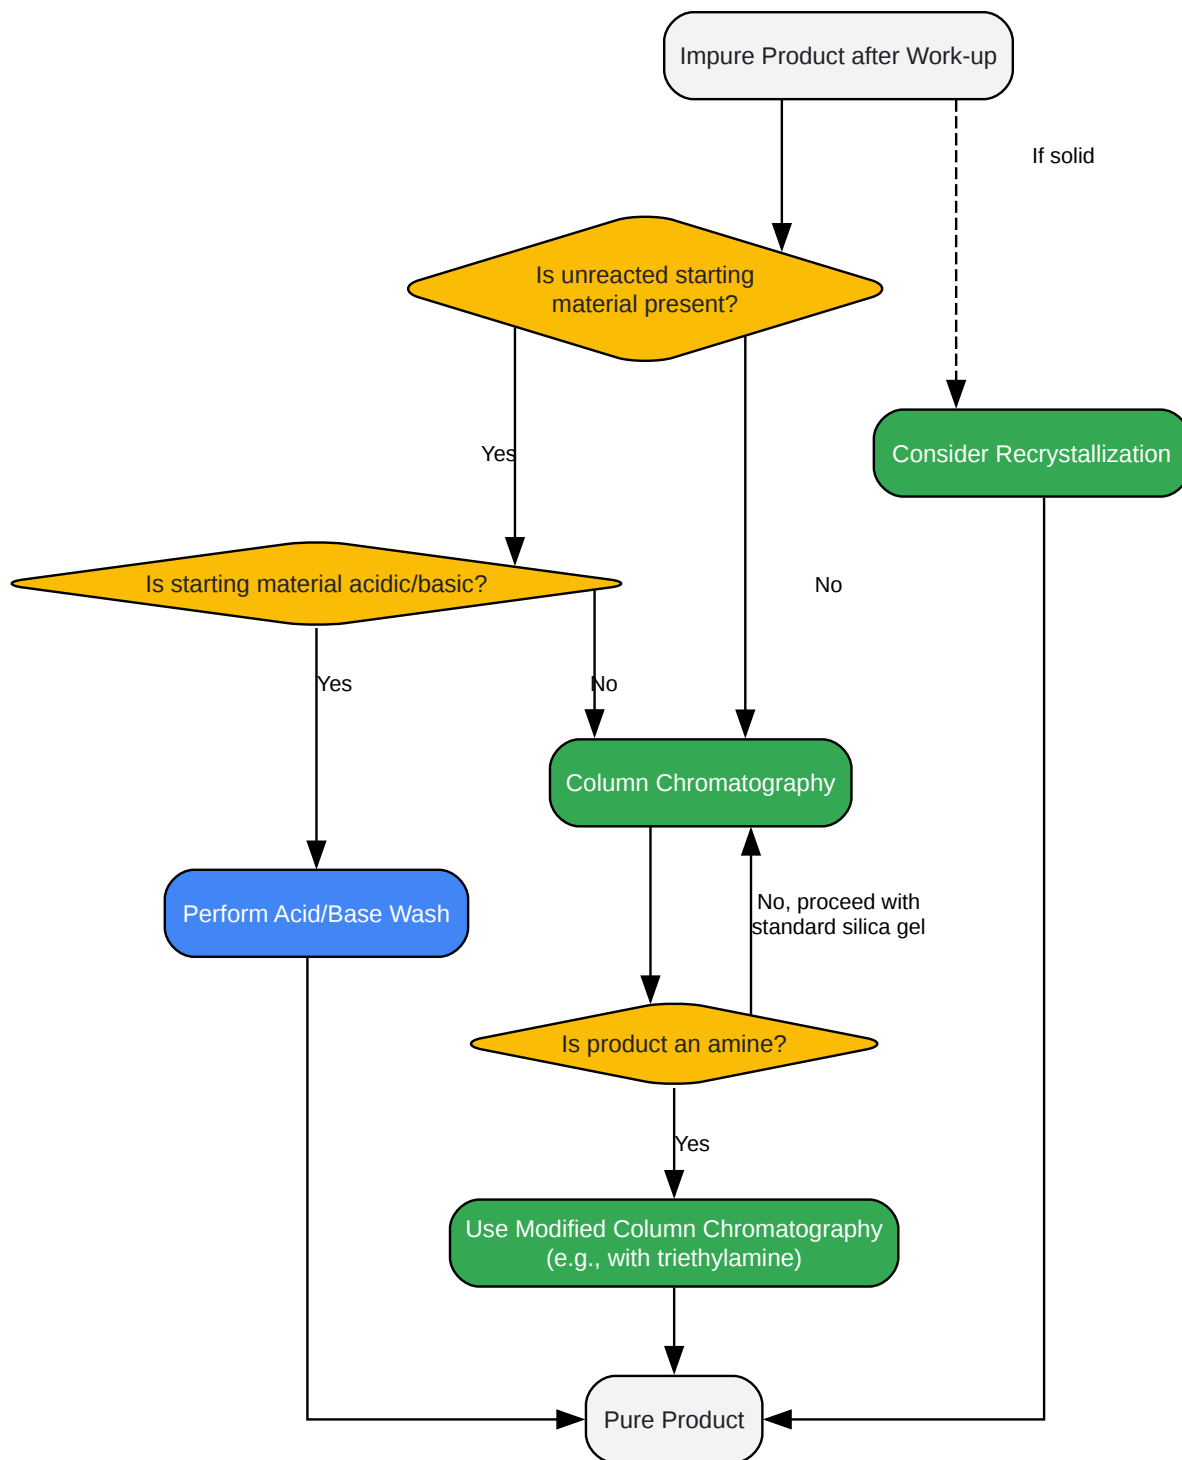 Impure Product after Work-up
If solid
Is unreacted starting
material present?
Yes
Consider Recrystallization
Is starting material acidic/basic?
No
Yes
No
Column Chromatography
No, proceed with
standard silica gel
Perform Acid/Base Wash
Is product an amine?
Yes
Use Modified Column Chromatography
(e.g., with triethylamine)
Pure Product